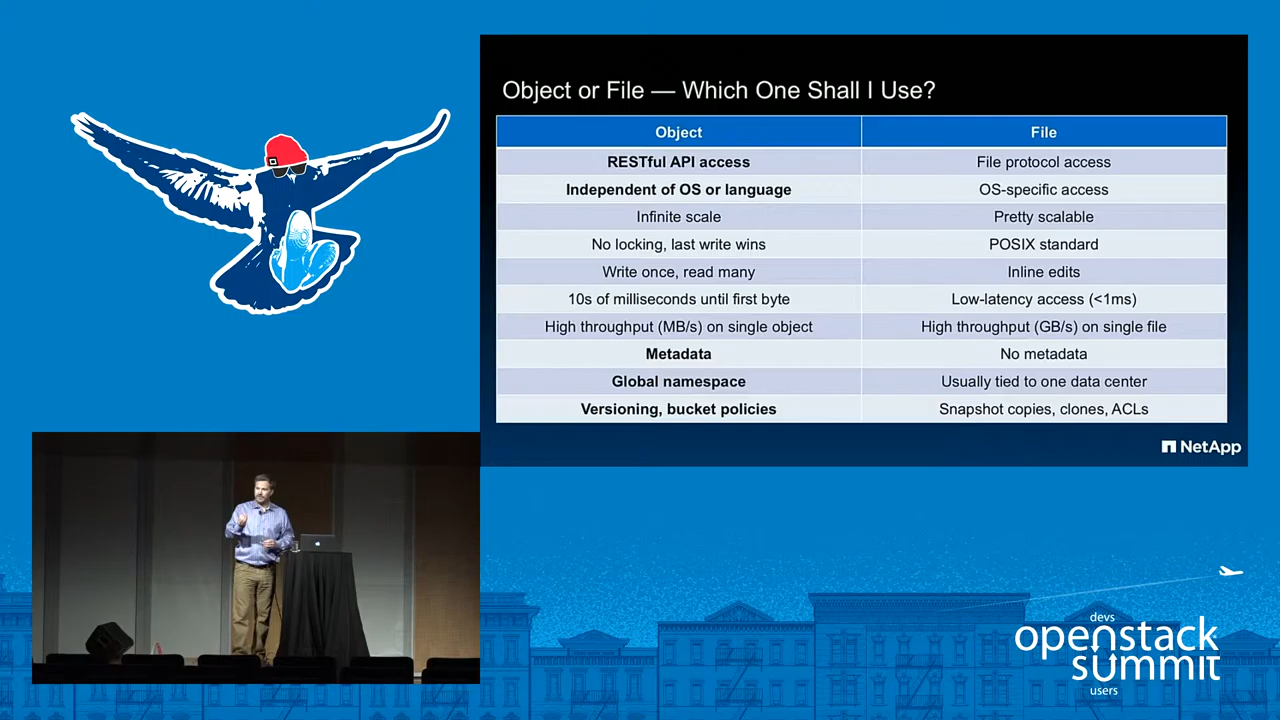 Object or File — Which One Shall I Use?
Object File
RESTful API access File protocol access
Independent of OS or language OS-specific access
Infinite scale Pretty scalable
No locking, last write wins POSIX standard
Write once, read many Inline edits
10s of milliseconds until first byte Low-latency access (<1ms)
High throughput (MB/s) on single object High throughput (GB/s) on single file
Metadata No metadata
Global namespace Usually tied to one data center
Versioning, bucket policies Snapshot copies, clones, ACLs
NetApp
devs
openstack
summit
users